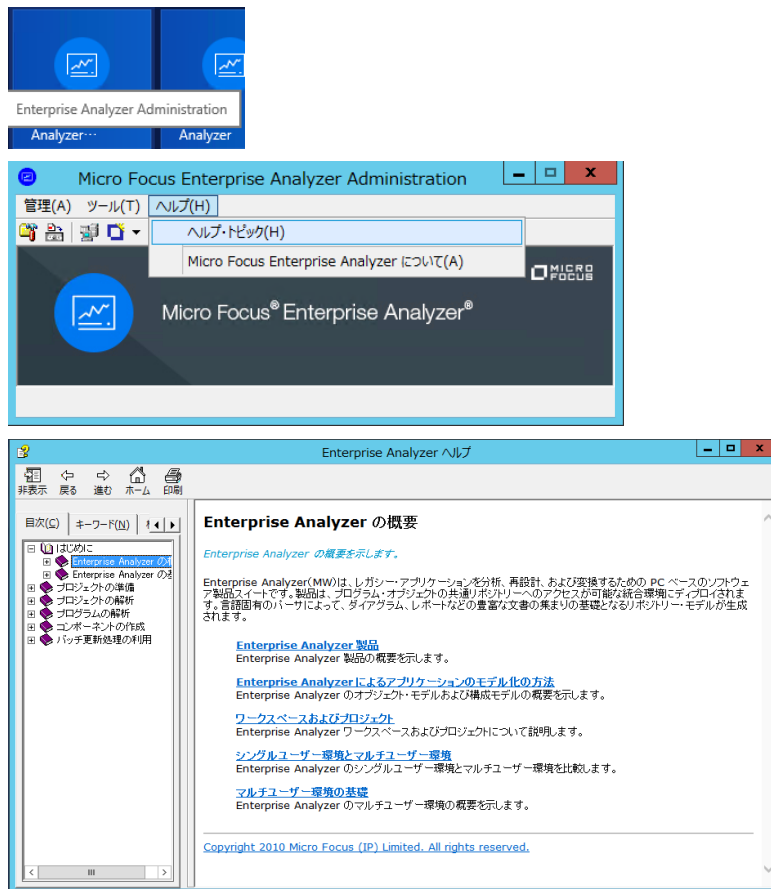 Enterprise Analyzer Administration
Analyzer…
Analyzer
Micro Focus Enterprise Analyzer Administration
管理(A) ツール(T) ヘルプ(H)
ヘルプ・トピック(H)
Micro Focus Enterprise Analyzer について(A)
MICRO
FOCUS
Micro Focus® Enterprise Analyzer®
Enterprise Analyzer ヘルプ
非表示 戻る 進む ホーム 印刷
目次(C) キーワード(N)
はじめに
Enterprise Analyzer の
Enterprise Analyzer の
プロジェクトの準備
プロジェクトの解析
プログラムの解析
コンポーネントの作成
バッチ更新処理の利用
Enterprise Analyzer の概要
Enterprise Analyzer の概要を示します。
Enterprise Analyzer(MW)は、レガシー・アプリケーションを分析、再設計、および変換するための PC ベースのソフトウェ
ア製品スイートです。製品は、プログラム・オブジェクトの共通リポジトリーへのアクセスが可能な統合環境にディプロイされま
す。言語固有のパーサによって、ダイアグラム、レポートなどの豊富な文書の集まりの基礎となるリポジトリー・モデルが生成
されます。
Enterprise Analyzer 製品
Enterprise Analyzer 製品の概要を示します。
Enterprise Analyzer によるアプリケーションのモデル化の方法
Enterprise Analyzer のオブジェクト・モデルおよび構成モデルの概要を示します。
ワークスペースおよびプロジェクト
Enterprise Analyzer ワークスペースおよびプロジェクトについて説明します。
シングルユーザー環境とマルチユーザー環境
Enterprise Analyzer のシングルユーザー環境とマルチユーザー環境を比較します。
マルチユーザー環境の基礎
Enterprise Analyzer のマルチユーザー環境の概要を示します。
Copyright 2010 Micro Focus (IP) Limited. All rights reserved.